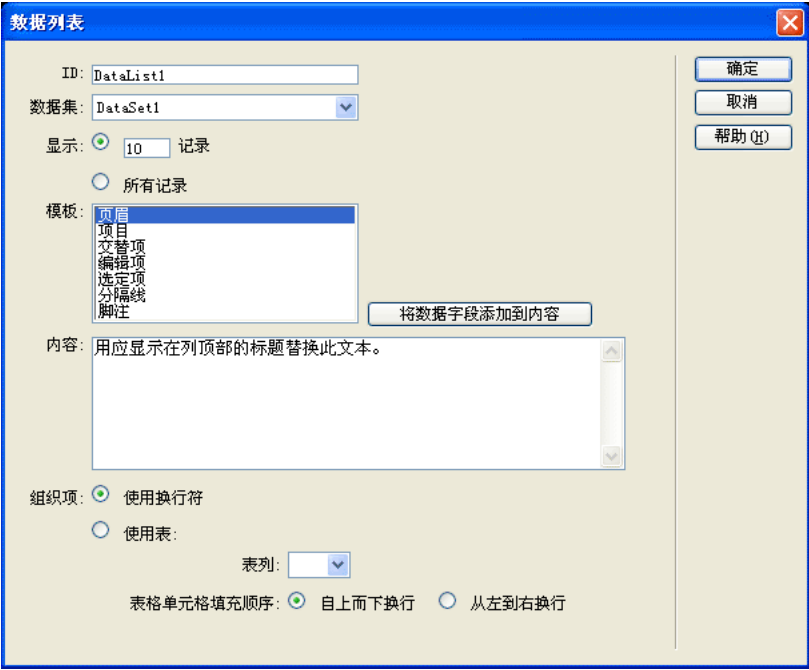 数据列表
ID: DataList1
确定
数据集: DataSet1
取消
显示: 10 记录
帮助(H)
所有记录
模板: 页眉
项目
交替项
编辑项
选定项
分隔线
脚注
将数据字段添加到内容
内容: 用应显示在列顶部的标题替换此文本。
组织项: 使用换行符
使用表:
表列:
表格单元格填充顺序: 自上而下换行 从左到右换行